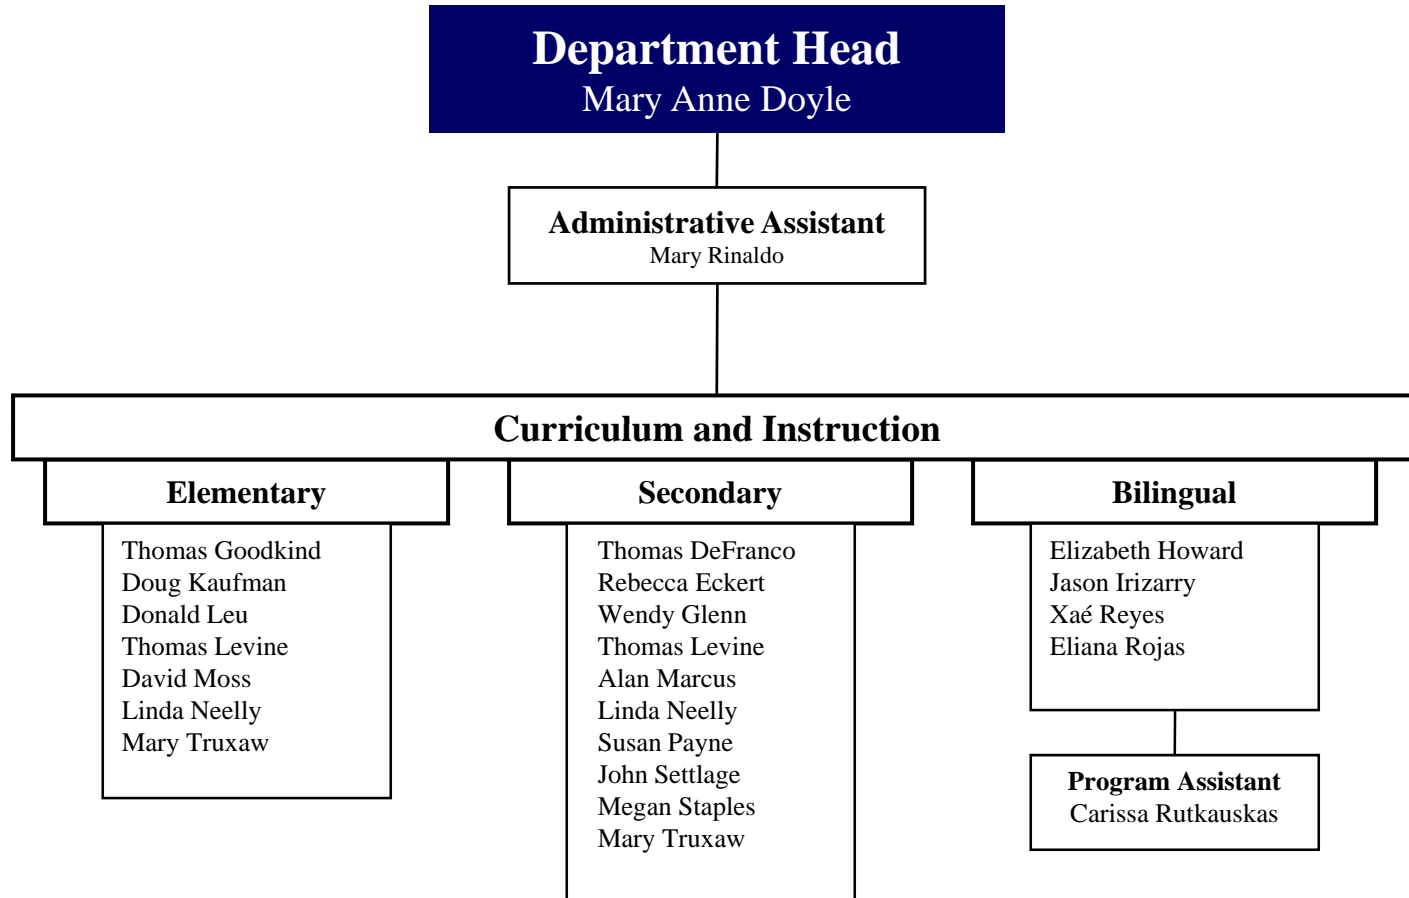 Department Head
Mary Anne Doyle
Administrative Assistant
Mary Rinaldo
Curriculum and Instruction
Elementary
Thomas Goodkind
Doug Kaufman
Donald Leu
Thomas Levine
David Moss
Linda Neelly
Mary Truxaw
Secondary
Thomas DeFranco
Rebecca Eckert
Wendy Glenn
Thomas Levine
Alan Marcus
Linda Neelly
Susan Payne
John Settlage
Megan Staples
Mary Truxaw
Bilingual
Elizabeth Howard
Jason Irizarry
Xaé Reyes
Eliana Rojas
Program Assistant
Carissa Rutkauskas